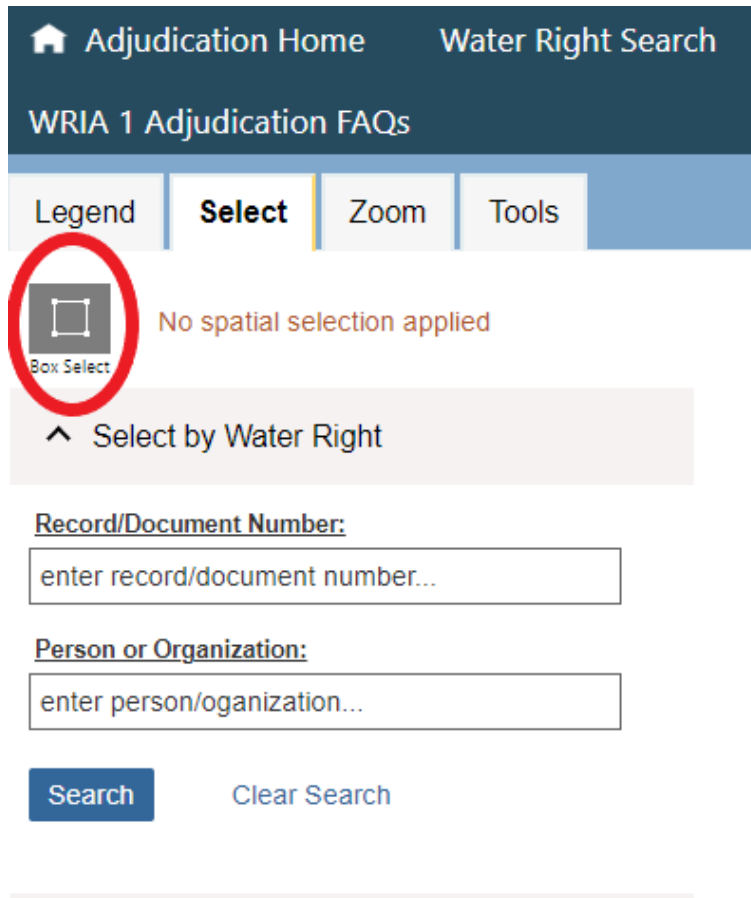 Adjudication Home Water Right Search
WRIA 1 Adjudication FAQs
Legend Select Zoom Tools
No spatial selection applied
Box Select
Select by Water Right
Record/Document Number:
enter record/document number...
Person or Organization:
enter person/oganization...
Search Clear Search